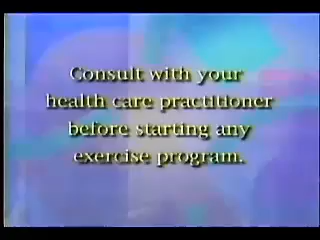 Consult with your
health care practitioner
before starting any
exercise program.